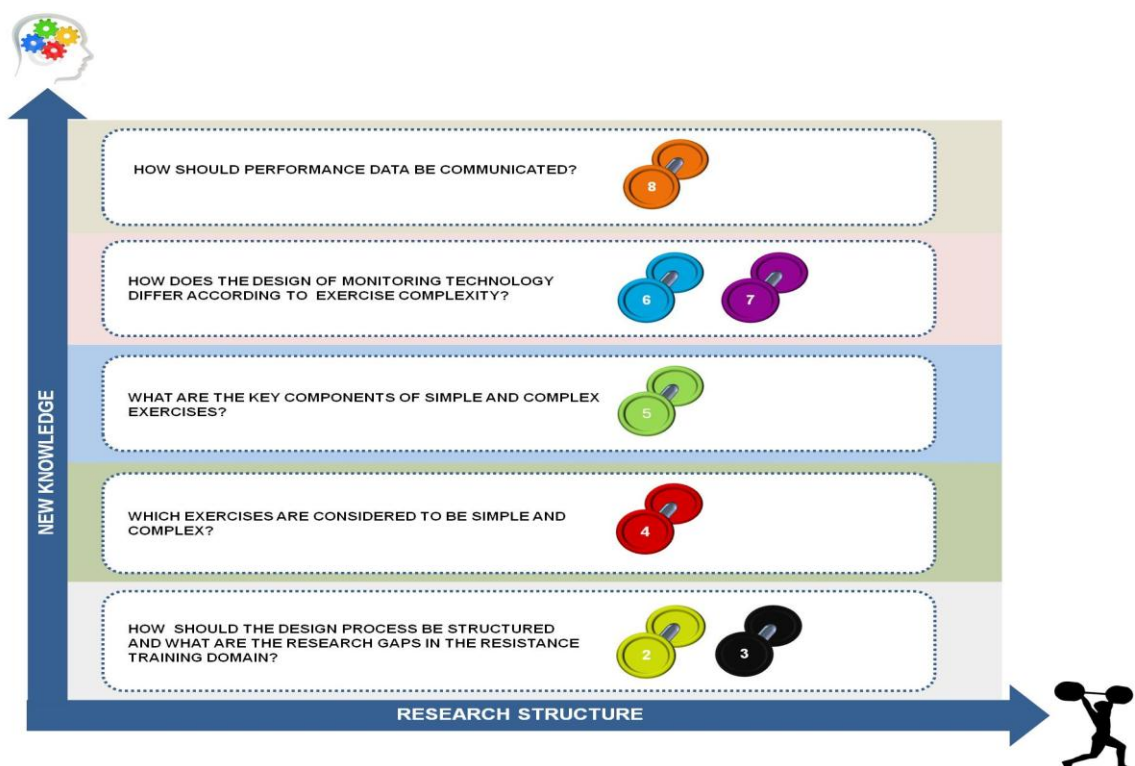 HOW SHOULD PERFORMANCE DATA BE COMMUNICATED?
8
HOW DOES THE DESIGN OF MONITORING TECHNOLOGY
DIFFER ACCORDING TO EXERCISE COMPLEXITY?
6
7
WHAT ARE THE KEY COMPONENTS OF SIMPLE AND COMPLEX
EXERCISES?
5
WHICH EXERCISES ARE CONSIDERED TO BE SIMPLE AND
COMPLEX?
4
HOW SHOULD THE DESIGN PROCESS BE STRUCTURED
AND WHAT ARE THE RESEARCH GAPS IN THE RESISTANCE
TRAINING DOMAIN?
2
3
NEW KNOWLEDGE
RESEARCH STRUCTURE